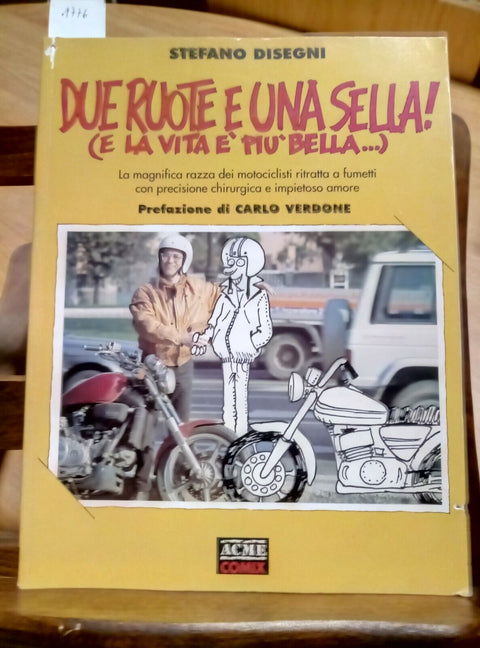 1776
STEFANO DISEGNI
DUE RUOTE E UNA SELLA!
(E LA VITA E' PIU' BELLA...)
La magnifica razza dei motociclisti ritratta a fumetti
con precisione chirurgica e impietoso amore
Prefazione di CARLO VERDONE
ACME
COMIX